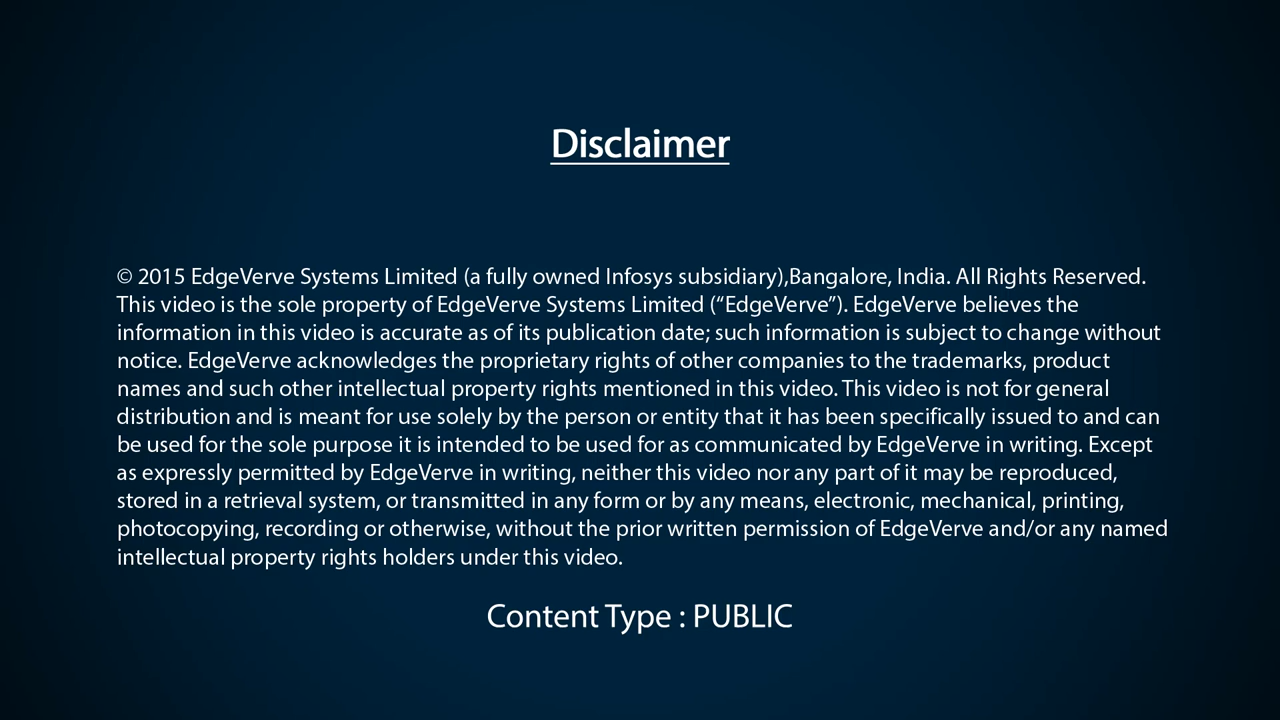 Disclaimer
© 2015 EdgeVerve Systems Limited (a fully owned Infosys subsidiary),Bangalore, India. All Rights Reserved.
This video is the sole property of EdgeVerve Systems Limited (“EdgeVerve”). EdgeVerve believes the
information in this video is accurate as of its publication date; such information is subject to change without
notice. EdgeVerve acknowledges the proprietary rights of other companies to the trademarks, product
names and such other intellectual property rights mentioned in this video. This video is not for general
distribution and is meant for use solely by the person or entity that it has been specifically issued to and can
be used for the sole purpose it is intended to be used for as communicated by EdgeVerve in writing. Except
as expressly permitted by EdgeVerve in writing, neither this video nor any part of it may be reproduced,
stored in a retrieval system, or transmitted in any form or by any means, electronic, mechanical, printing,
photocopying, recording or otherwise, without the prior written permission of EdgeVerve and/or any named
intellectual property rights holders under this video.
Content Type : PUBLIC